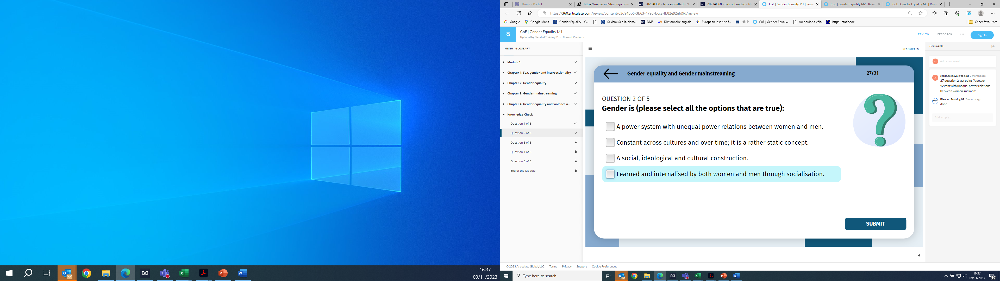 16:37
09/11/2023
Home - Portail
https://rm.coe.int/steering-com
2023AO68 - bids submitted - Ne
2023AO68 - bids submitted - Ne
CoE | Gender Equality M1 | Revie
CoE | Gender Equality M2 | Revie
CoE | Gender Equality M3 | Revie
https://360.articulate.com/review/content/63d94bb6-3b63-479d-bcca-fb82e92efd9d/review
Google
Google Maps
Gender Equality - C...
Sexism: See it. Nam...
DMS
Dictionnaire anglais
European Institute f...
HELP
CoE | Gender Equali...
Au boulot à vélo
https--static.coe
Other favourites
CoE | Gender Equality M1
Updated by Blended Training 01 - Current Version
REVIEW
FEEDBACK
Sign In
MENU GLOSSARY
Module 1
Chapter 1: Sex, gender and intersectionality
Chapter 2: Gender equality
Chapter 3: Gender mainstreaming
Chapter 4: Gender equality and violence a...
Knowledge Check
Question 1 of 5
Question 2 of 5
Question 3 of 5
Question 4 of 5
Question 5 of 5
End of the Module
RESOURCES
Gender equality and Gender mainstreaming
27/31
QUESTION 2 OF 5
Gender is (please select all the options that are true):
A power system with unequal power relations between women and men.
Constant across cultures and over time; it is a rather static concept.
A social, ideological and cultural construction.
Learned and internalised by both women and men through socialisation.
SUBMIT
Comments
CE
Add a comment...
CE
cecile.greboval@coe.int 2 months ago
27 question 2 last point "A power
system with unequal power relations
between women and men"
Blended Training 02 2 months ago
done
Add a reply...
© 2023 Articulate Global, LLC Terms Privacy Support Cookie Preferences
Type here to search
16:37
09/11/2023
30